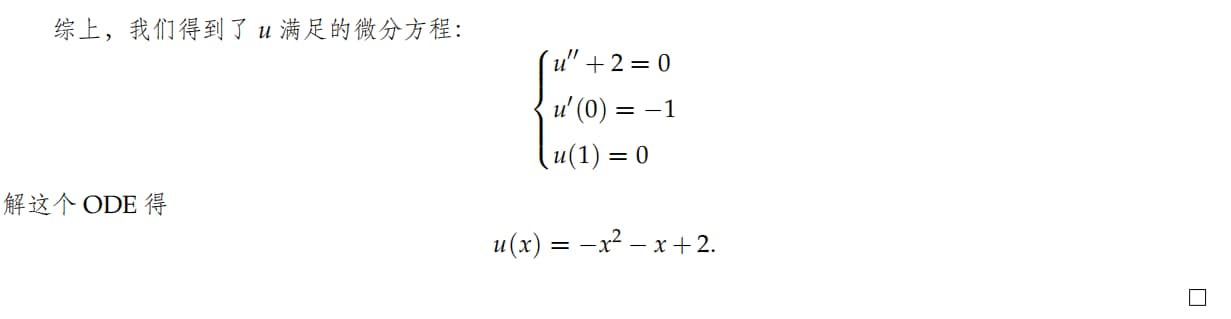 综上，我们得到了 u 满足的微分方程：
u′′ + 2 = 0
u′(0) = −1
u(1) = 0
解这个 ODE 得
u(x) = −x² − x + 2.
□